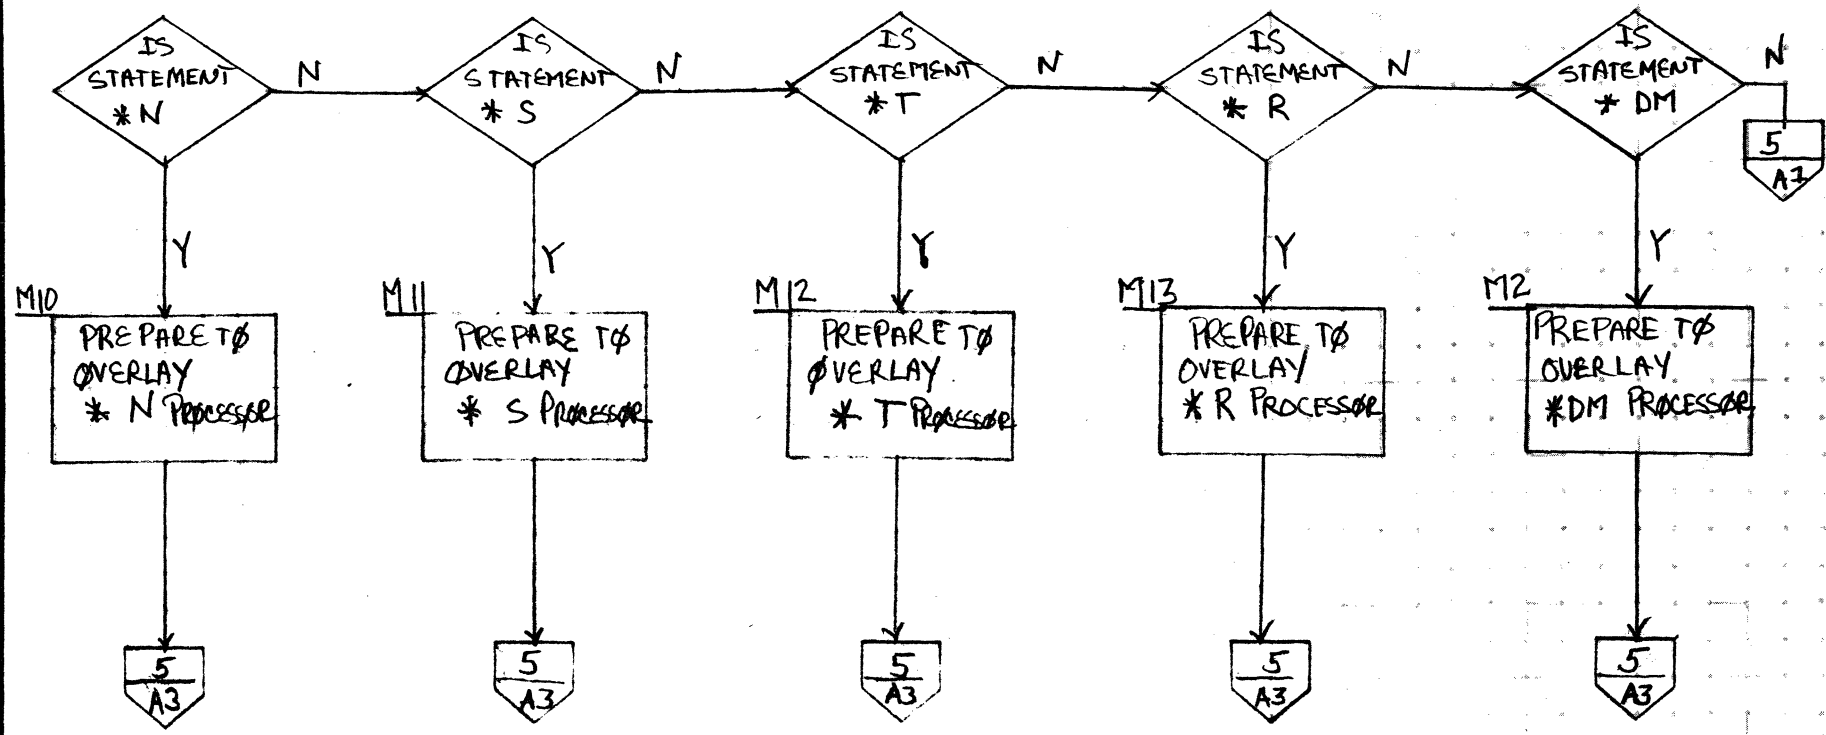 IS
STATEMENT
* N
N
IS
STATEMENT
* S
N
IS
STATEMENT
* T
N
IS
STATEMENT
* R
N
IS
STATEMENT
* DM
N
5
A1
Y
Y
Y
Y
Y
M10
PREPARE TØ
ØVERLAY
* N PRØCESSØR
M11
PREPARE TØ
ØVERLAY
* S PRØCESSØR
M12
PREPARE TØ
ØVERLAY
* T PRØCESSØR
M13
PREPARE TØ
OVERLAY
* R PROCESSØR
M2
PREPARE TØ
OVERLAY
*DM PRØCESSØR
5
A3
5
A3
5
A3
5
A3
5
A3